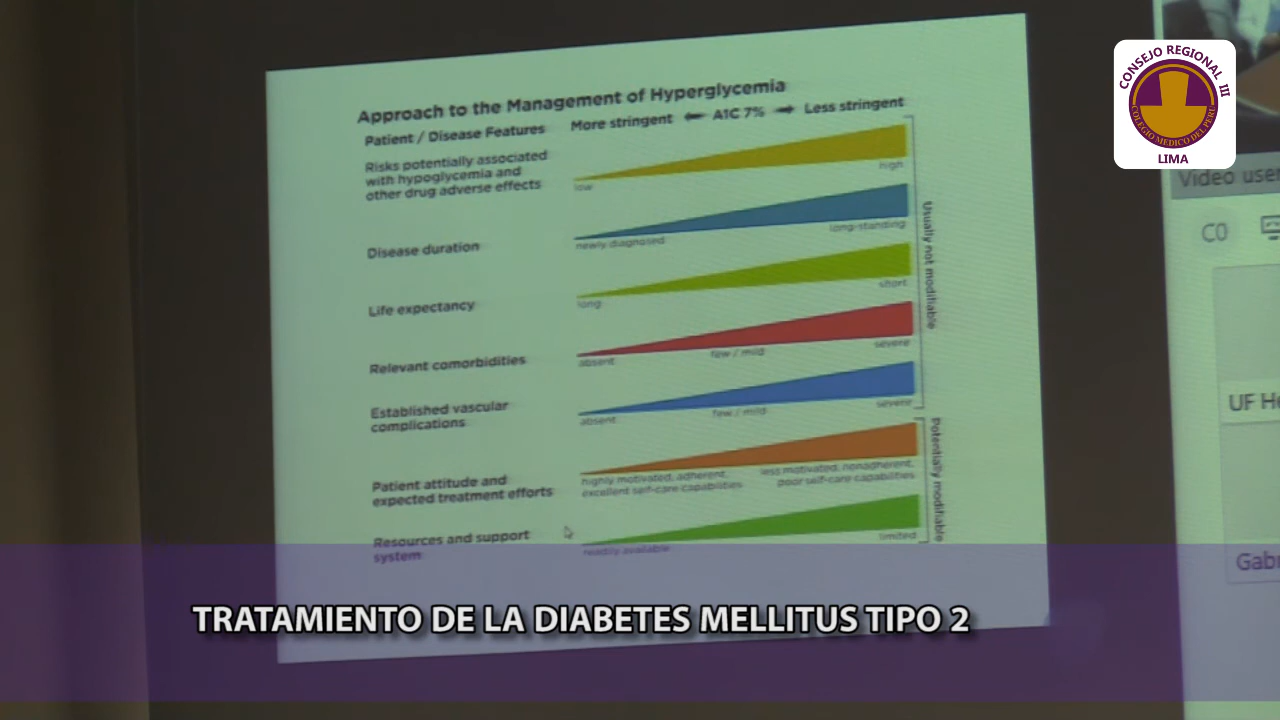 Approach to the Management of Hyperglycemia
Patient / Disease Features
More stringent ← A1C 7% → Less stringent
Risks potentially associated
with hypoglycemia and
other drug adverse effects
low
high
Disease duration
newly diagnosed
long-standing
Life expectancy
long
short
Relevant comorbidities
absent
few / mild
severe
Established vascular
complications
absent
few / mild
severe
Patient attitude and
expected treatment efforts
highly motivated, adherent,
excellent self-care capabilities
less motivated, nonadherent,
poor self-care capabilities
Resources and support
system
readily available
limited
Usually not modifiable
Potentially modifiable
CONSEJO REGIONAL III
COLEGIO MEDICO DEL PERU
LIMA
Video user
C0
UF He
Gab
TRATAMIENTO DE LA DIABETES MELLITUS TIPO 2